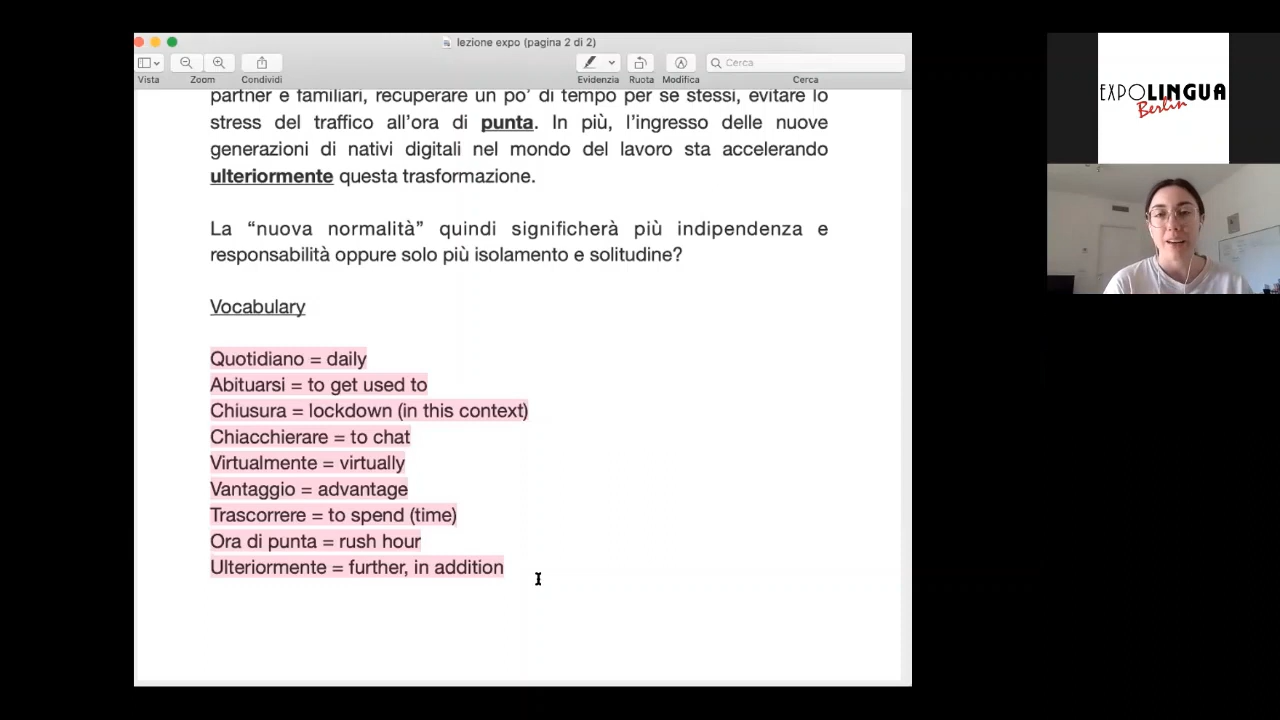 lezione expo (pagina 2 di 2)
Cerca
Vista
Zoom
Condividi
Evidenzia
Ruota
Modifica
Cerca
partner e familiari, recuperare un po’ di tempo per se stessi, evitare lo
stress del traffico all’ora di punta. In più, l’ingresso delle nuove
generazioni di nativi digitali nel mondo del lavoro sta accelerando
ulteriormente questa trasformazione.
La “nuova normalità” quindi significherà più indipendenza e
responsabilità oppure solo più isolamento e solitudine?
Vocabulary
Quotidiano = daily
Abituarsi = to get used to
Chiusura = lockdown (in this context)
Chiacchierare = to chat
Virtualmente = virtually
Vantaggio = advantage
Trascorrere = to spend (time)
Ora di punta = rush hour
Ulteriormente = further, in addition
EXPOLINGUA
Berlin